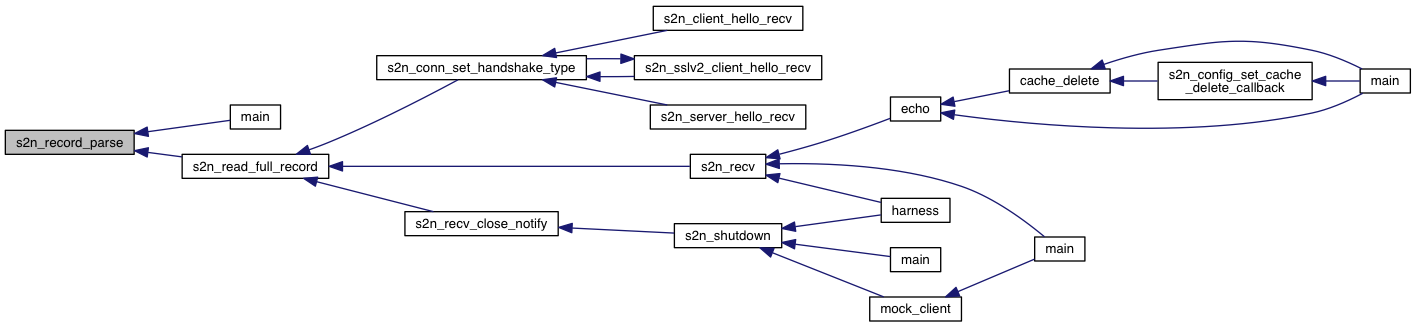 s2n_client_hello_recv
s2n_conn_set_handshake_type
s2n_sslv2_client_hello_recv
s2n_server_hello_recv
cache_delete
s2n_config_set_cache
_delete_callback
main
echo
main
s2n_record_parse
s2n_read_full_record
s2n_recv
s2n_recv_close_notify
s2n_shutdown
harness
main
main
mock_client